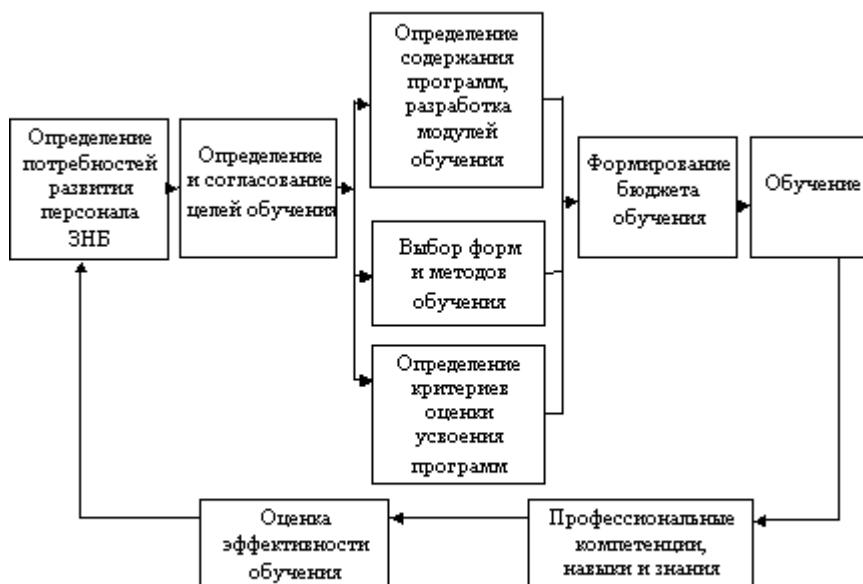 Определение
потребностей
развития
персонала
ЗНБ
Определение
и согласование
целей обучения
Определение
содержания
программ,
разработка
модулей
обучения
Выбор форм
и методов
обучения
Определение
критериев
оценки
усвоения
программ
Формирование
бюджета
обучения
Обучение
Профессиональные
компетенции,
навыки и знания
Оценка
эффективности
обучения